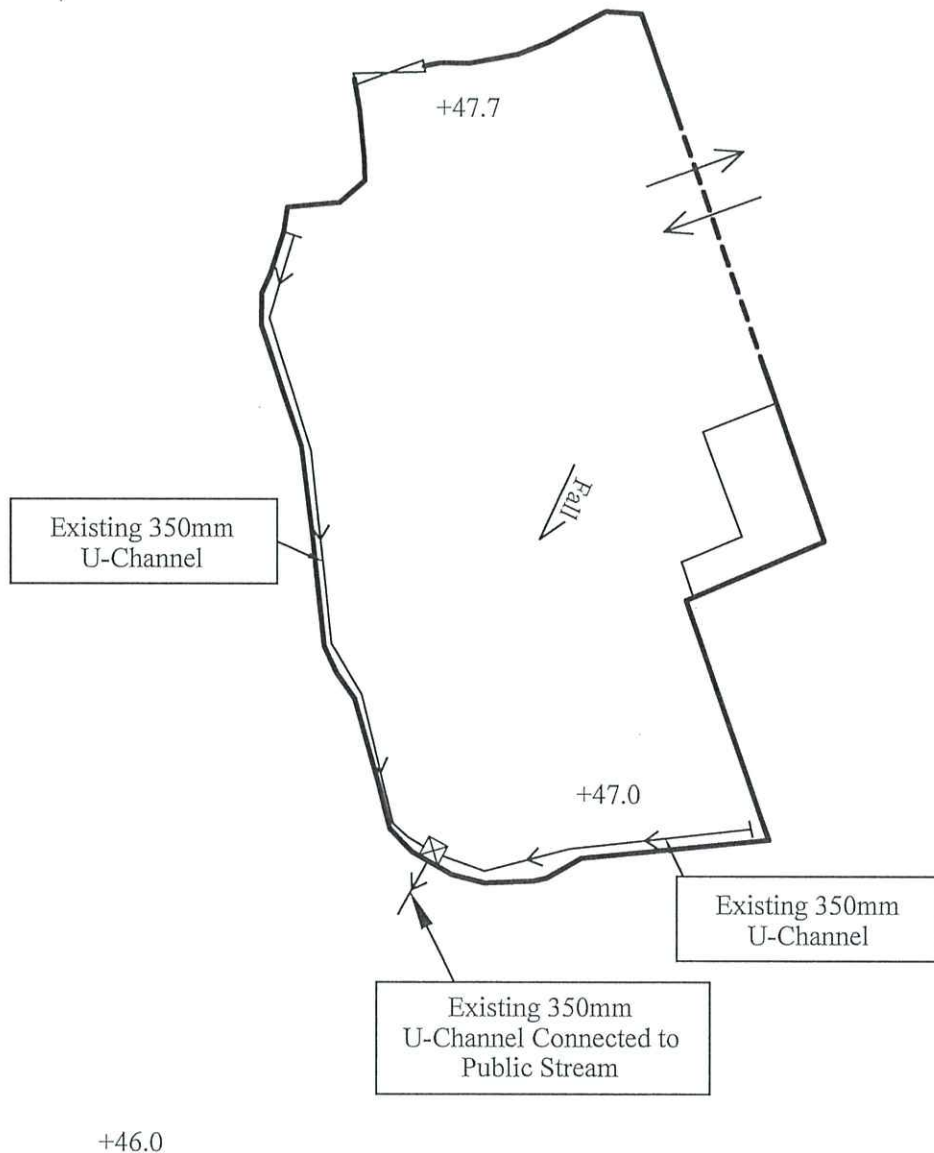 +47.7
Fall
Existing 350mm
U-Channel
+47.0
Existing 350mm
U-Channel
Existing 350mm
U-Channel Connected to
Public Stream
+46.0